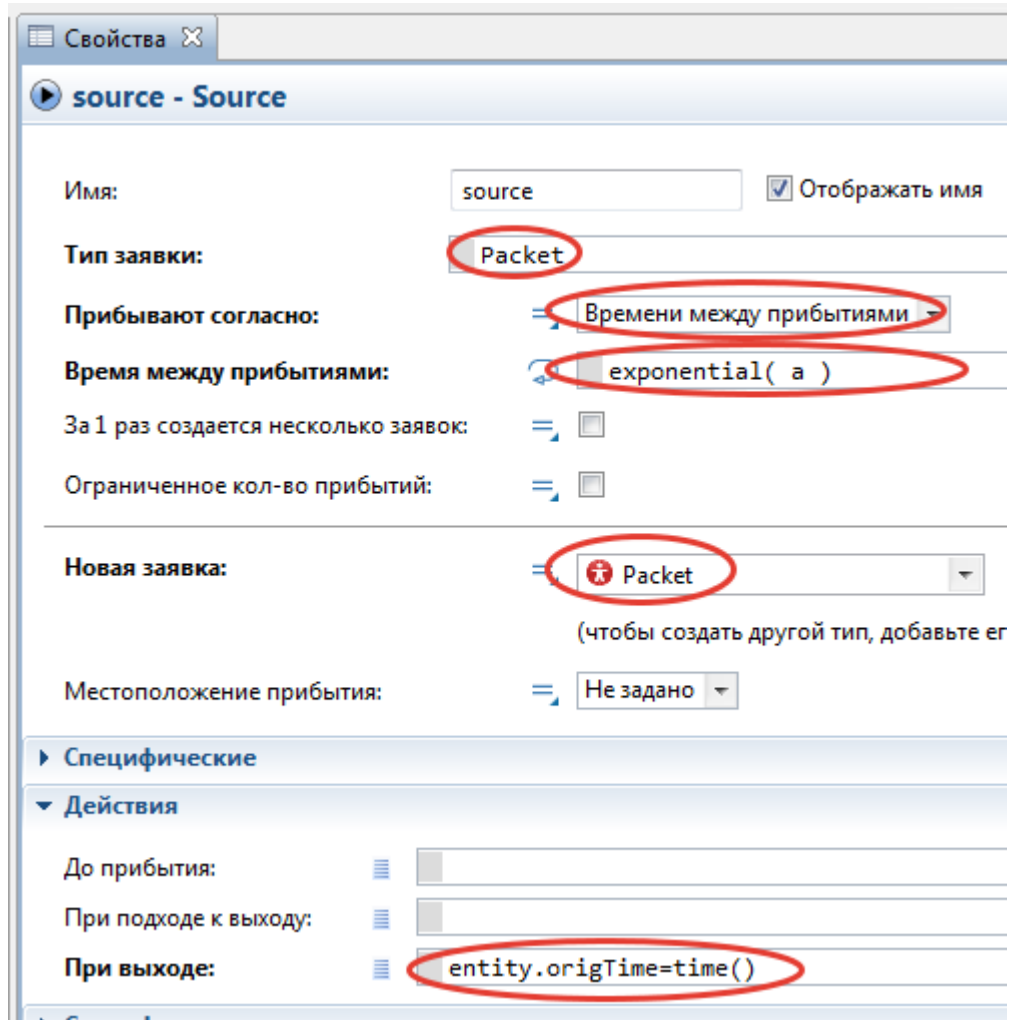 Свойства
source - Source
Имя: source Отображать имя
Тип заявки: Packet
Прибывают согласно: Времени между прибытиями
Время между прибытиями: exponential( a )
За 1 раз создается несколько заявок:
Ограниченное кол-во прибытий:
Новая заявка: Packet
(чтобы создать другой тип, добавьте ег
Местоположение прибытия: Не задано
Специфические
Действия
До прибытия:
При подходе к выходу:
При выходе: entity.origTime=time()